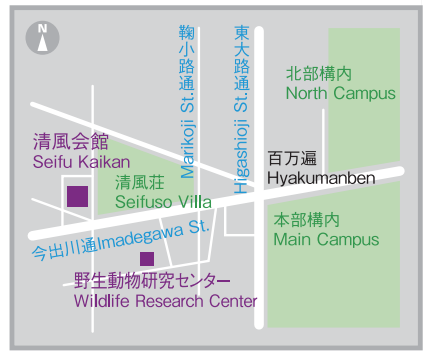 N
鞠小路通
Marikoji St.
東大路通
Higashioji St.
北部構内
North Campus
清風会館
Seifu Kaikan
百万遍
Hyakumanben
清風荘
Seifuso Villa
本部構内
Main Campus
今出川通Imadegawa St.
野生動物研究センター
Wildlife Research Center